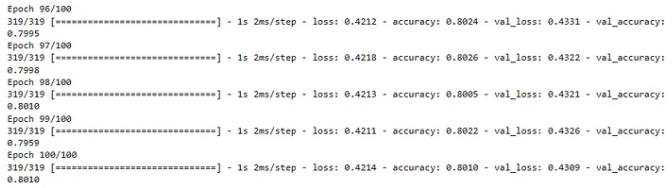 Epoch 96/100
319/319 [==============================] - 1s 2ms/step - loss: 0.4212 - accuracy: 0.8024 - val_loss: 0.4331 - val_accuracy:
0.7995
Epoch 97/100
319/319 [==============================] - 1s 2ms/step - loss: 0.4218 - accuracy: 0.8026 - val_loss: 0.4322 - val_accuracy:
0.7998
Epoch 98/100
319/319 [==============================] - 1s 2ms/step - loss: 0.4213 - accuracy: 0.8005 - val_loss: 0.4321 - val_accuracy:
0.8010
Epoch 99/100
319/319 [==============================] - 1s 2ms/step - loss: 0.4211 - accuracy: 0.8022 - val_loss: 0.4326 - val_accuracy:
0.7959
Epoch 100/100
319/319 [==============================] - 1s 2ms/step - loss: 0.4214 - accuracy: 0.8010 - val_loss: 0.4309 - val_accuracy:
0.8010